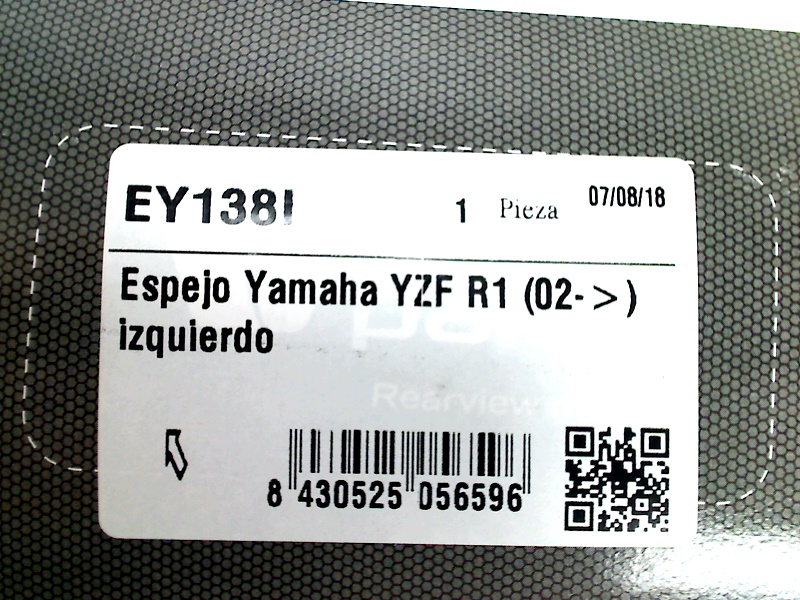 EY138I 1 Pieza 07/08/18
Espejo Yamaha YZF R1 (02->)
izquierdo
Rearview
8 430525 056596